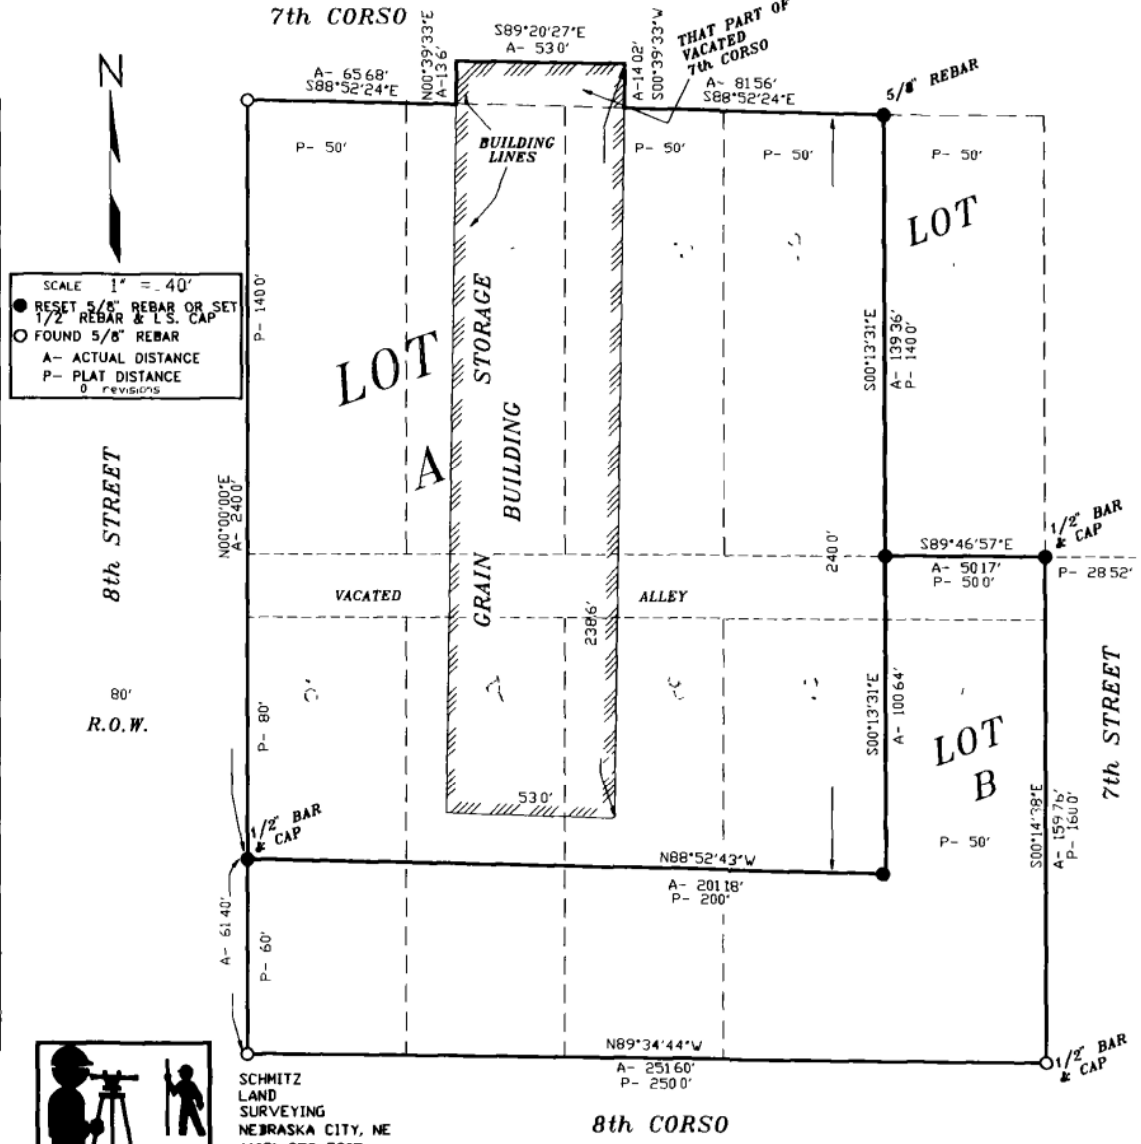 7th CORSO
N00°39'33"E
A-13.6'
S89°20'27"E
A- 53.0'
A-14.02'
S00°39'33"W
THAT PART OF
VACATED
7th CORSO
N
A- 65.68'
S88°52'24"E
A- 81.56'
S88°52'24"E
5/8" REBAR
P- 50'
BUILDING
LINES
P- 50'
P- 50'
P- 50'
LOT
SCALE 1" = 40'
RESET 5/8" REBAR OR SET
1/2" REBAR & L.S. CAP
FOUND 5/8" REBAR
A- ACTUAL DISTANCE
P- PLAT DISTANCE
0 revisions
P- 140.0'
LOT
A
GRAIN STORAGE
BUILDING
S00°13'31"E
A- 139.36'
P- 140.0'
8th STREET
N00°00'00"E
A- 240.0'
240.0'
S89°46'57"E
A- 50.17'
P- 50.0'
1/2" BAR
& CAP
P- 28.52'
VACATED
ALLEY
238.6'
80'
R.O.W.
P- 80'
S00°13'31"E
A- 100.64'
LOT
B
7th STREET
53.0'
P- 50'
S00°14'38"E
A- 159.76'
P- 160.0'
1/2" BAR
& CAP
N88°52'43"W
A- 201.18'
P- 200'
A- 61.40'
P- 60'
N89°34'44"W
A- 251.60'
P- 250.0'
1/2" BAR
& CAP
SCHMITZ
LAND
SURVEYING
NEBRASKA CITY, NE
8th CORSO